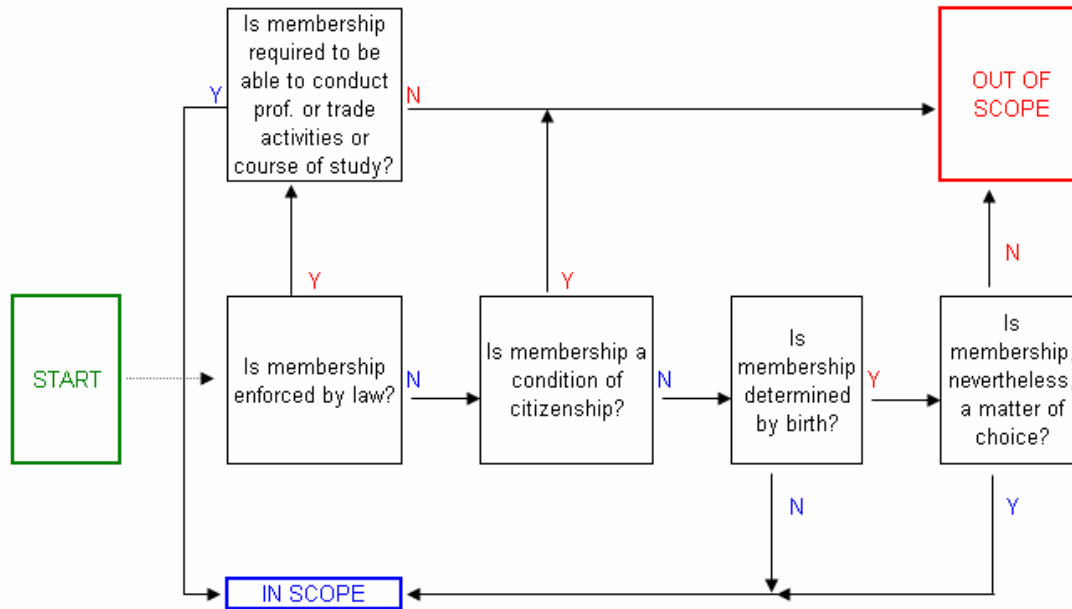 Is membership
required to be
able to conduct
prof. or trade
activities or
course of study?
Y
N
OUT OF
SCOPE
Y
Y
N
START
Is membership
enforced by law?
N
Is membership a
condition of
citizenship?
N
Is
membership
determined
by birth?
Y
Is
membership,
nevertheless,
a matter of
choice?
N
Y
IN SCOPE